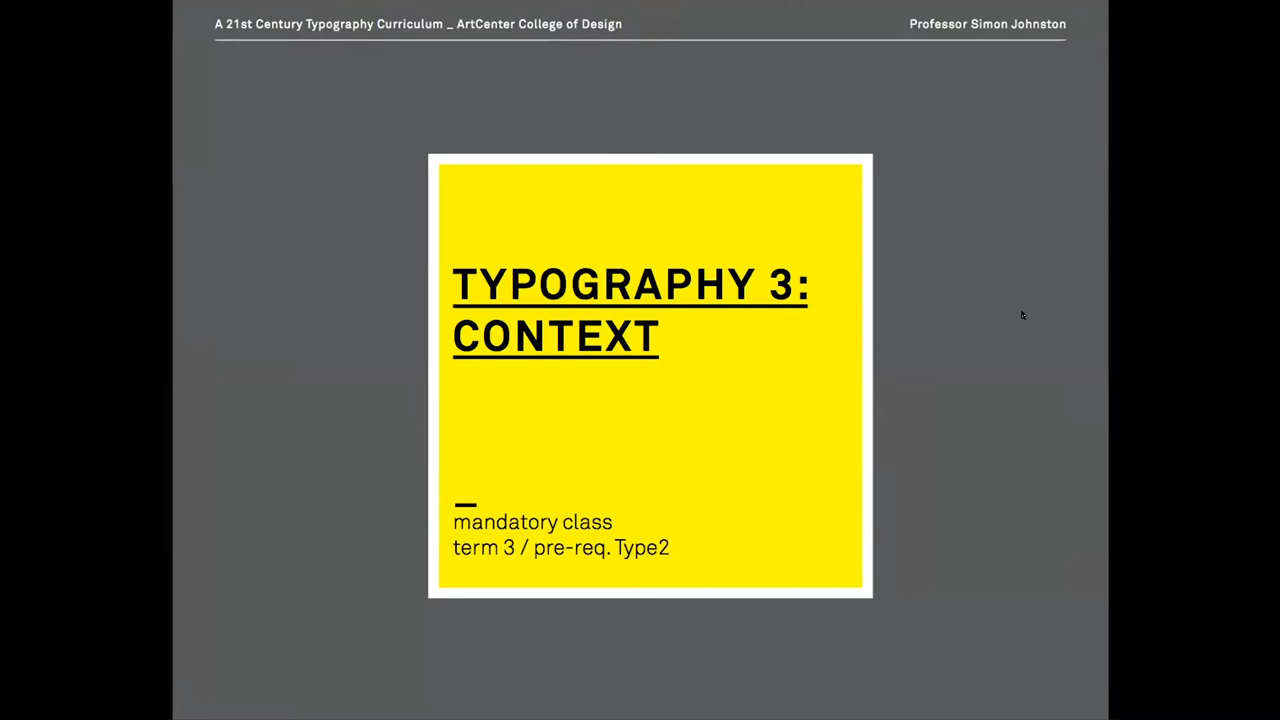 A 21st Century Typography Curriculum _ ArtCenter College of Design
Professor Simon Johnston
TYPOGRAPHY 3:
CONTEXT
mandatory class
term 3 / pre-req. Type2